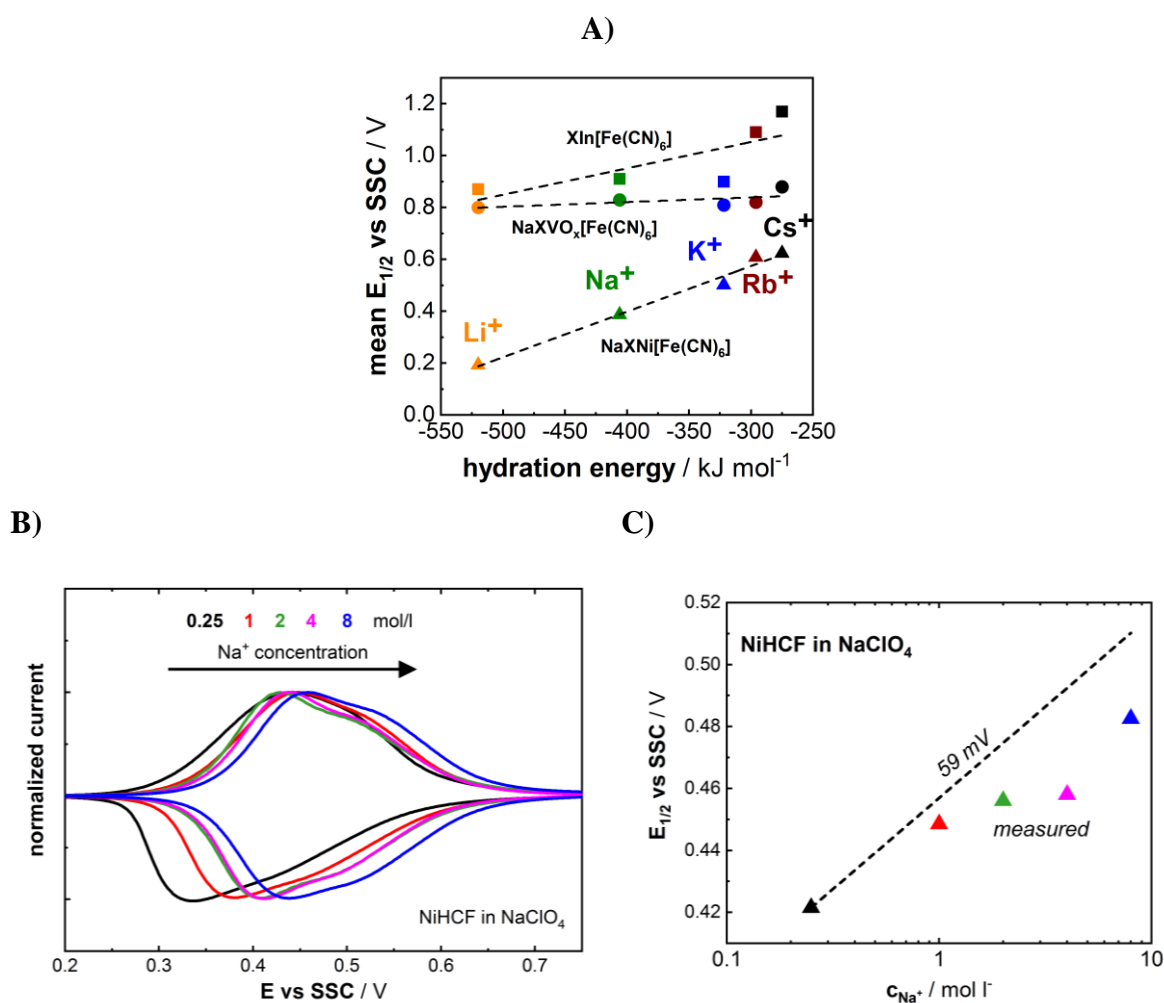 A)
mean E1/2 vs SSC / V
1.2
1.0
0.8
0.6
0.4
0.2
0.0
XIn[Fe(CN)6]
NaXVOx[Fe(CN)6]
Cs+
K+
Na+
Rb+
Li+
NaXNi[Fe(CN)6]
-550 -500 -450 -400 -350 -300 -250
hydration energy / kJ mol-1
B)
C)
normalized current
0.25 1 2 4 8 mol/l
Na+ concentration
NiHCF in NaClO4
0.2 0.3 0.4 0.5 0.6 0.7
E vs SSC / V
E1/2 vs SSC / V
0.52
0.50
0.48
0.46
0.44
0.42
NiHCF in NaClO4
59 mV
measured
0.1 1 10
cNa+ / mol l-